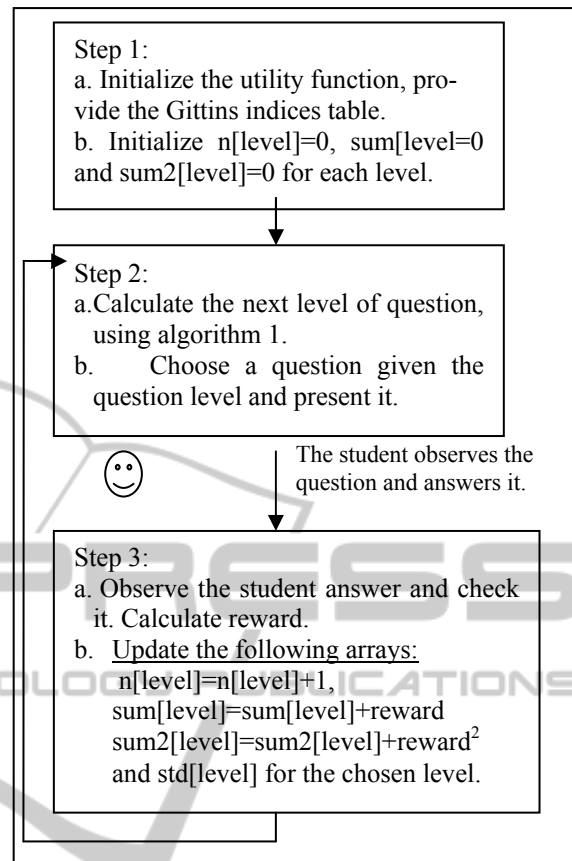 Step 1:
a. Initialize the utility function, pro-
vide the Gittins indices table.
b. Initialize n[level]=0, sum[level=0
and sum2[level]=0 for each level.
Step 2:
a.Calculate the next level of question,
using algorithm 1.
b. Choose a question given the
question level and present it.
The student observes the
question and answers it.
Step 3:
a. Observe the student answer and check
it. Calculate reward.
b. Update the following arrays:
n[level]=n[level]+1,
sum[level]=sum[level]+reward
sum2[level]=sum2[level]+reward²
and std[level] for the chosen level.
PRESS
OLOGY PUBLICATIONS